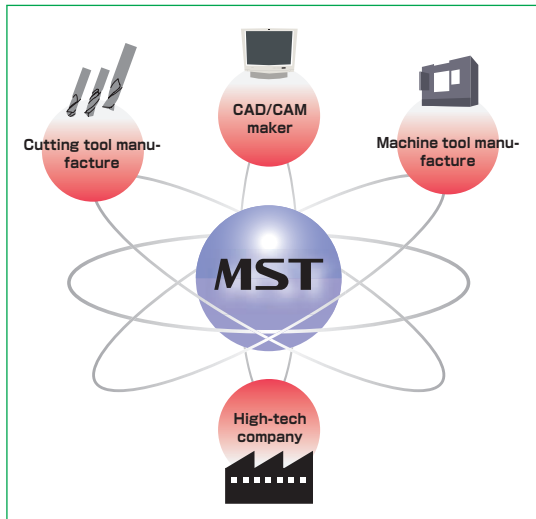 CAD/CAM
maker
Cutting tool manu-
facture
Machine tool manu-
facture
MST
High-tech
company